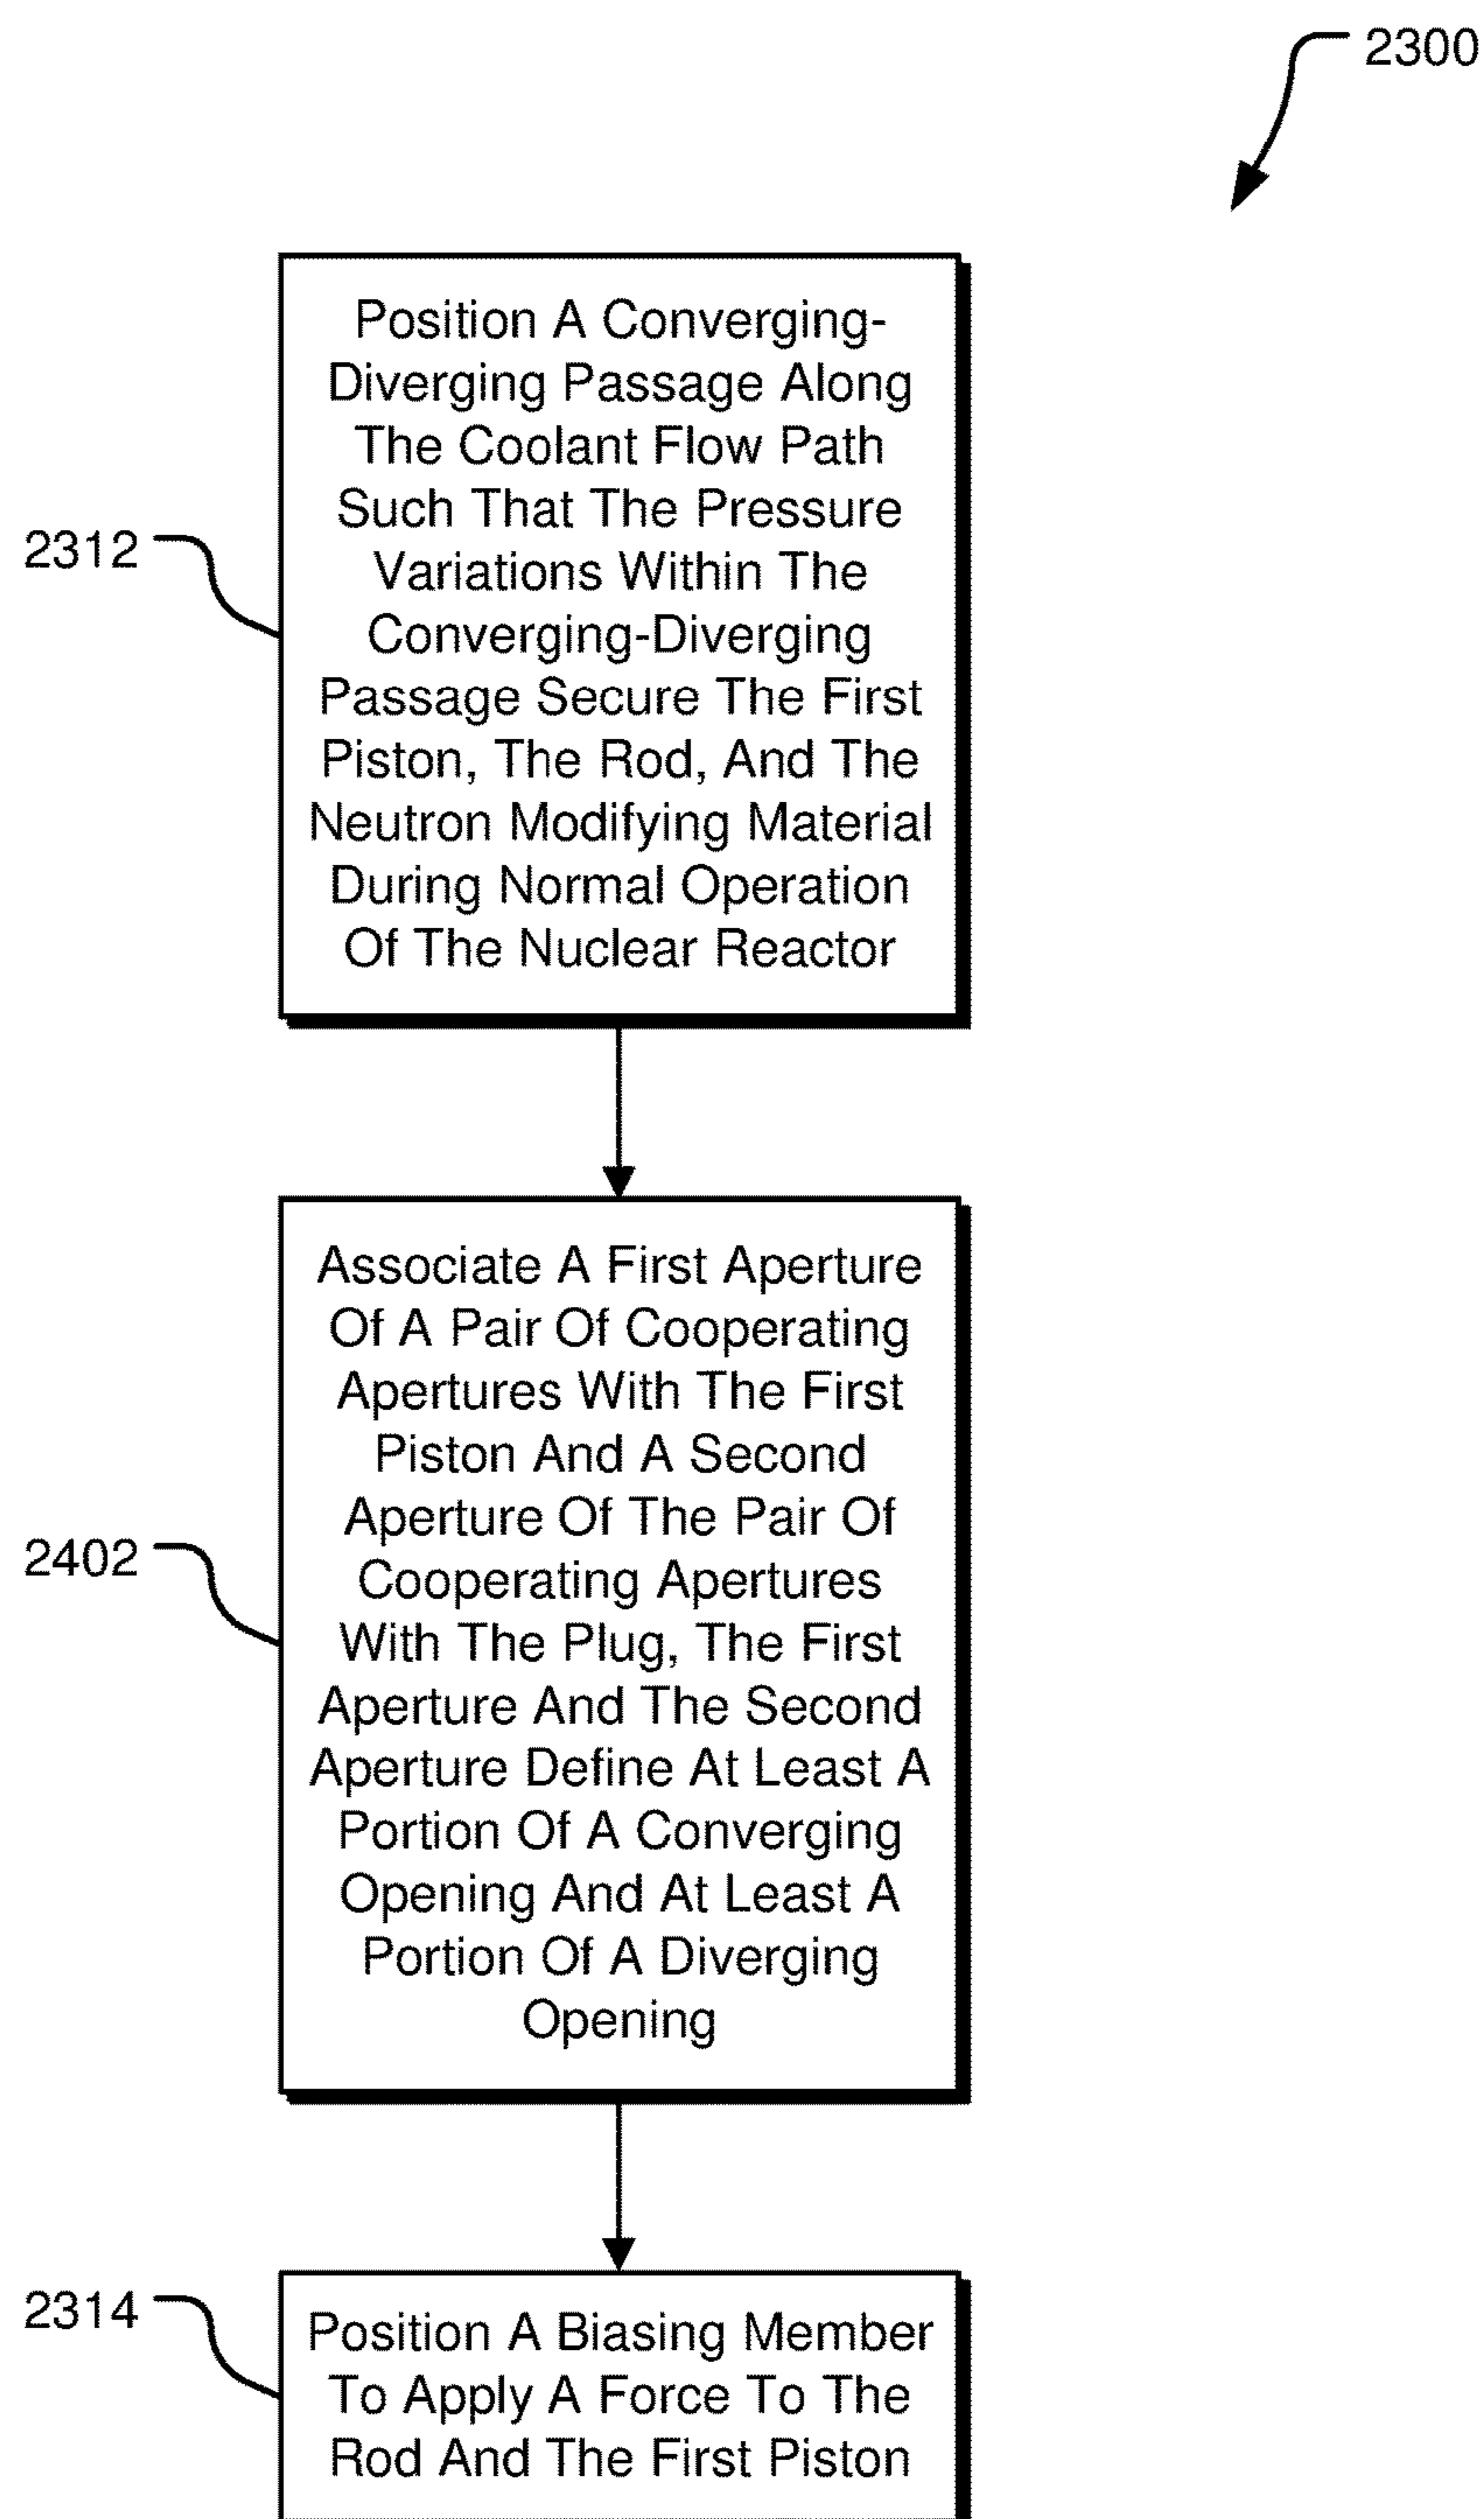 2300
Position A Converging-
Diverging Passage Along
The Coolant Flow Path
Such That The Pressure
Variations Within The
Converging-Diverging
Passage Secure The First
Piston, The Rod, And The
Neutron Modifying Material
During Normal Operation
Of The Nuclear Reactor
2312
Associate A First Aperture
Of A Pair Of Cooperating
Apertures With The First
Piston And A Second
Aperture Of The Pair Of
Cooperating Apertures
With The Plug, The First
Aperture And The Second
Aperture Define At Least A
Portion Of A Converging
Opening And At Least A
Portion Of A Diverging
Opening
2402
Position A Biasing Member
To Apply A Force To The
Rod And The First Piston
2314